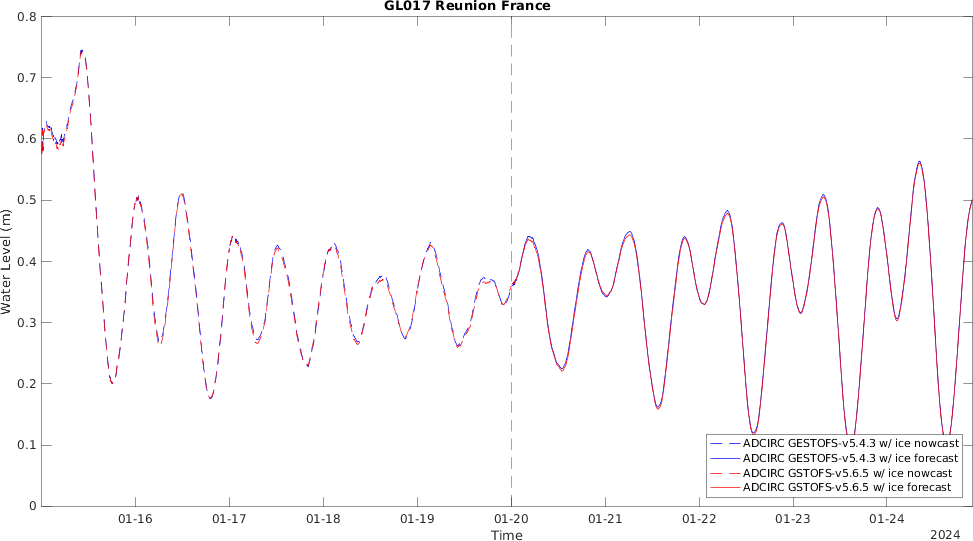 GL017 Reunion France
0.8
0.7
0.6
0.5
0.4
0.3
0.2
0.1
0
Water Level (m)
ADCIRC GESTOFS-v5.4.3 w/ ice nowcast
ADCIRC GESTOFS-v5.4.3 w/ ice forecast
ADCIRC GSTOFS-v5.6.5 w/ ice nowcast
ADCIRC GSTOFS-v5.6.5 w/ ice forecast
01-16 01-17 01-18 01-19 01-20 01-21 01-22 01-23 01-24
Time
2024